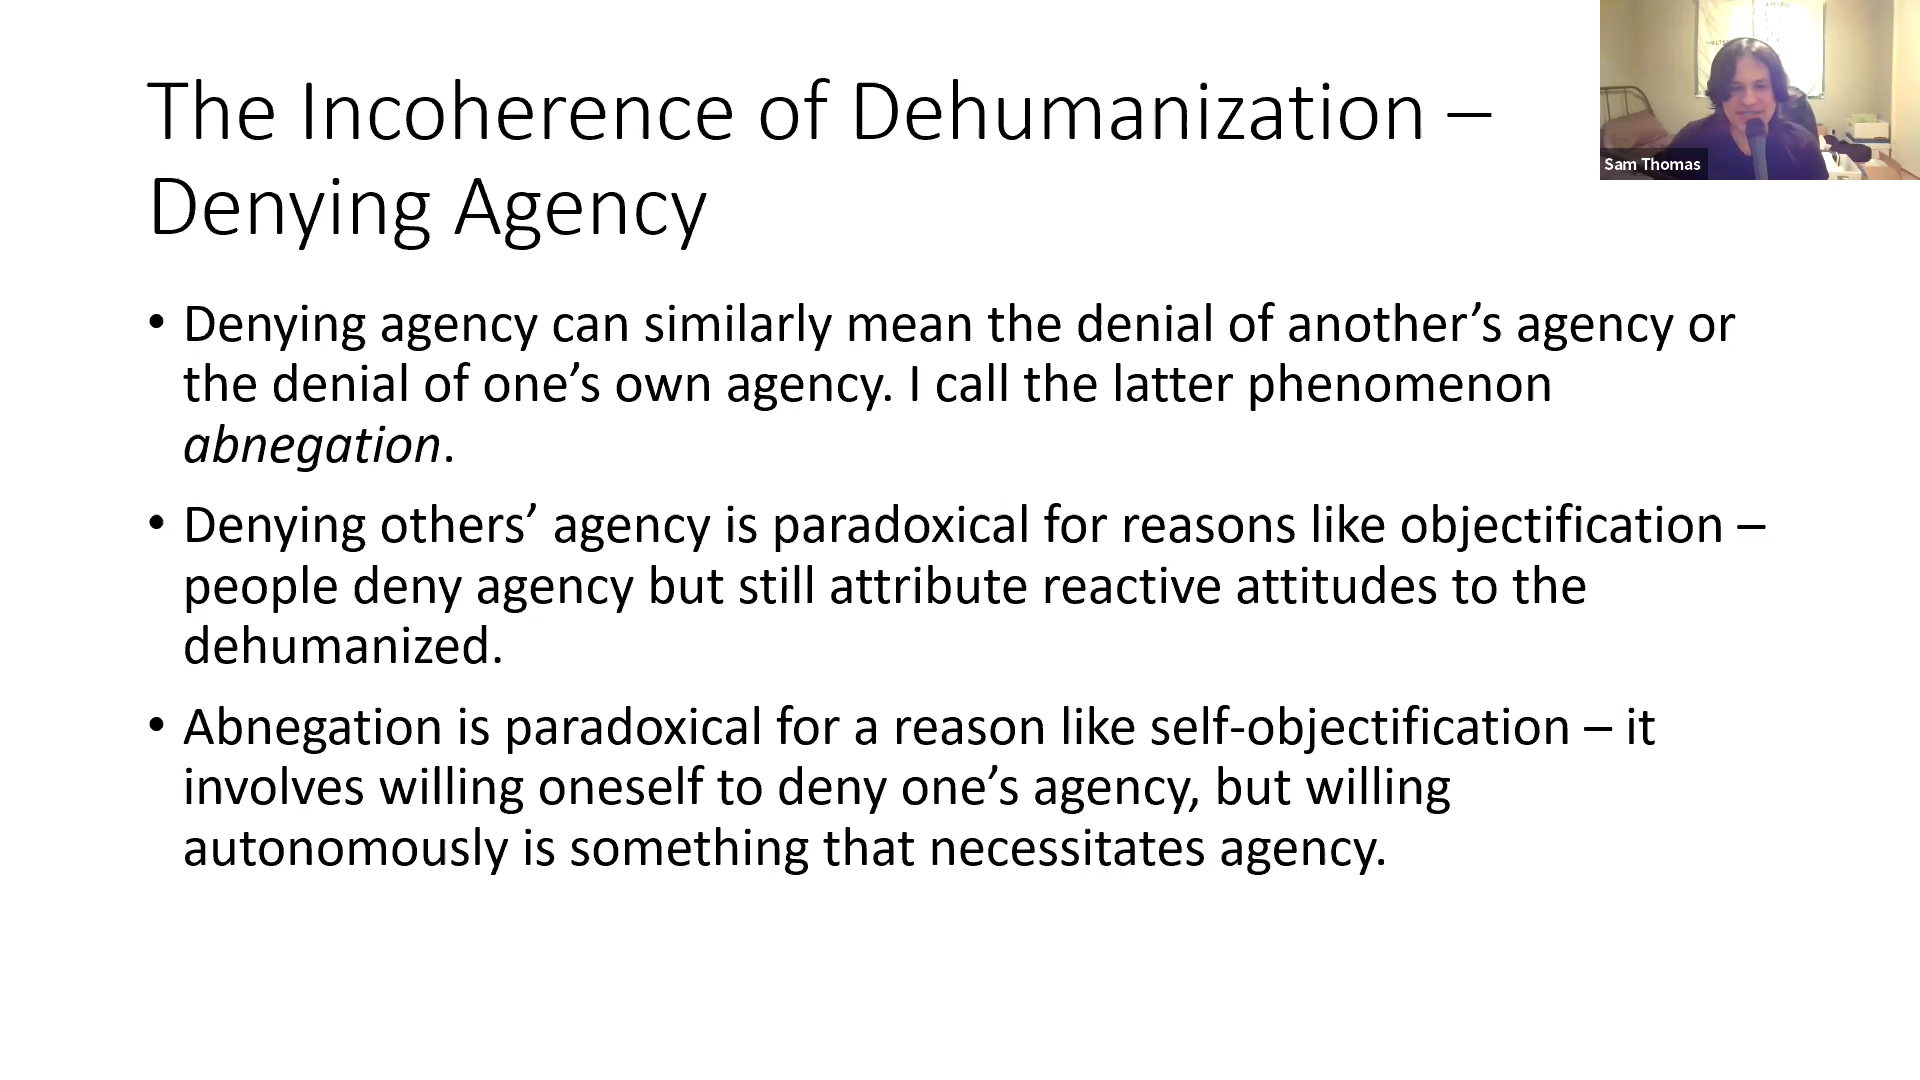 The Incoherence of Dehumanization –
Denying Agency
Sam Thomas
• Denying agency can similarly mean the denial of another’s agency or
the denial of one’s own agency. I call the latter phenomenon
abnegation.
• Denying others’ agency is paradoxical for reasons like objectification –
people deny agency but still attribute reactive attitudes to the
dehumanized.
• Abnegation is paradoxical for a reason like self-objectification – it
involves willing oneself to deny one’s agency, but willing
autonomously is something that necessitates agency.